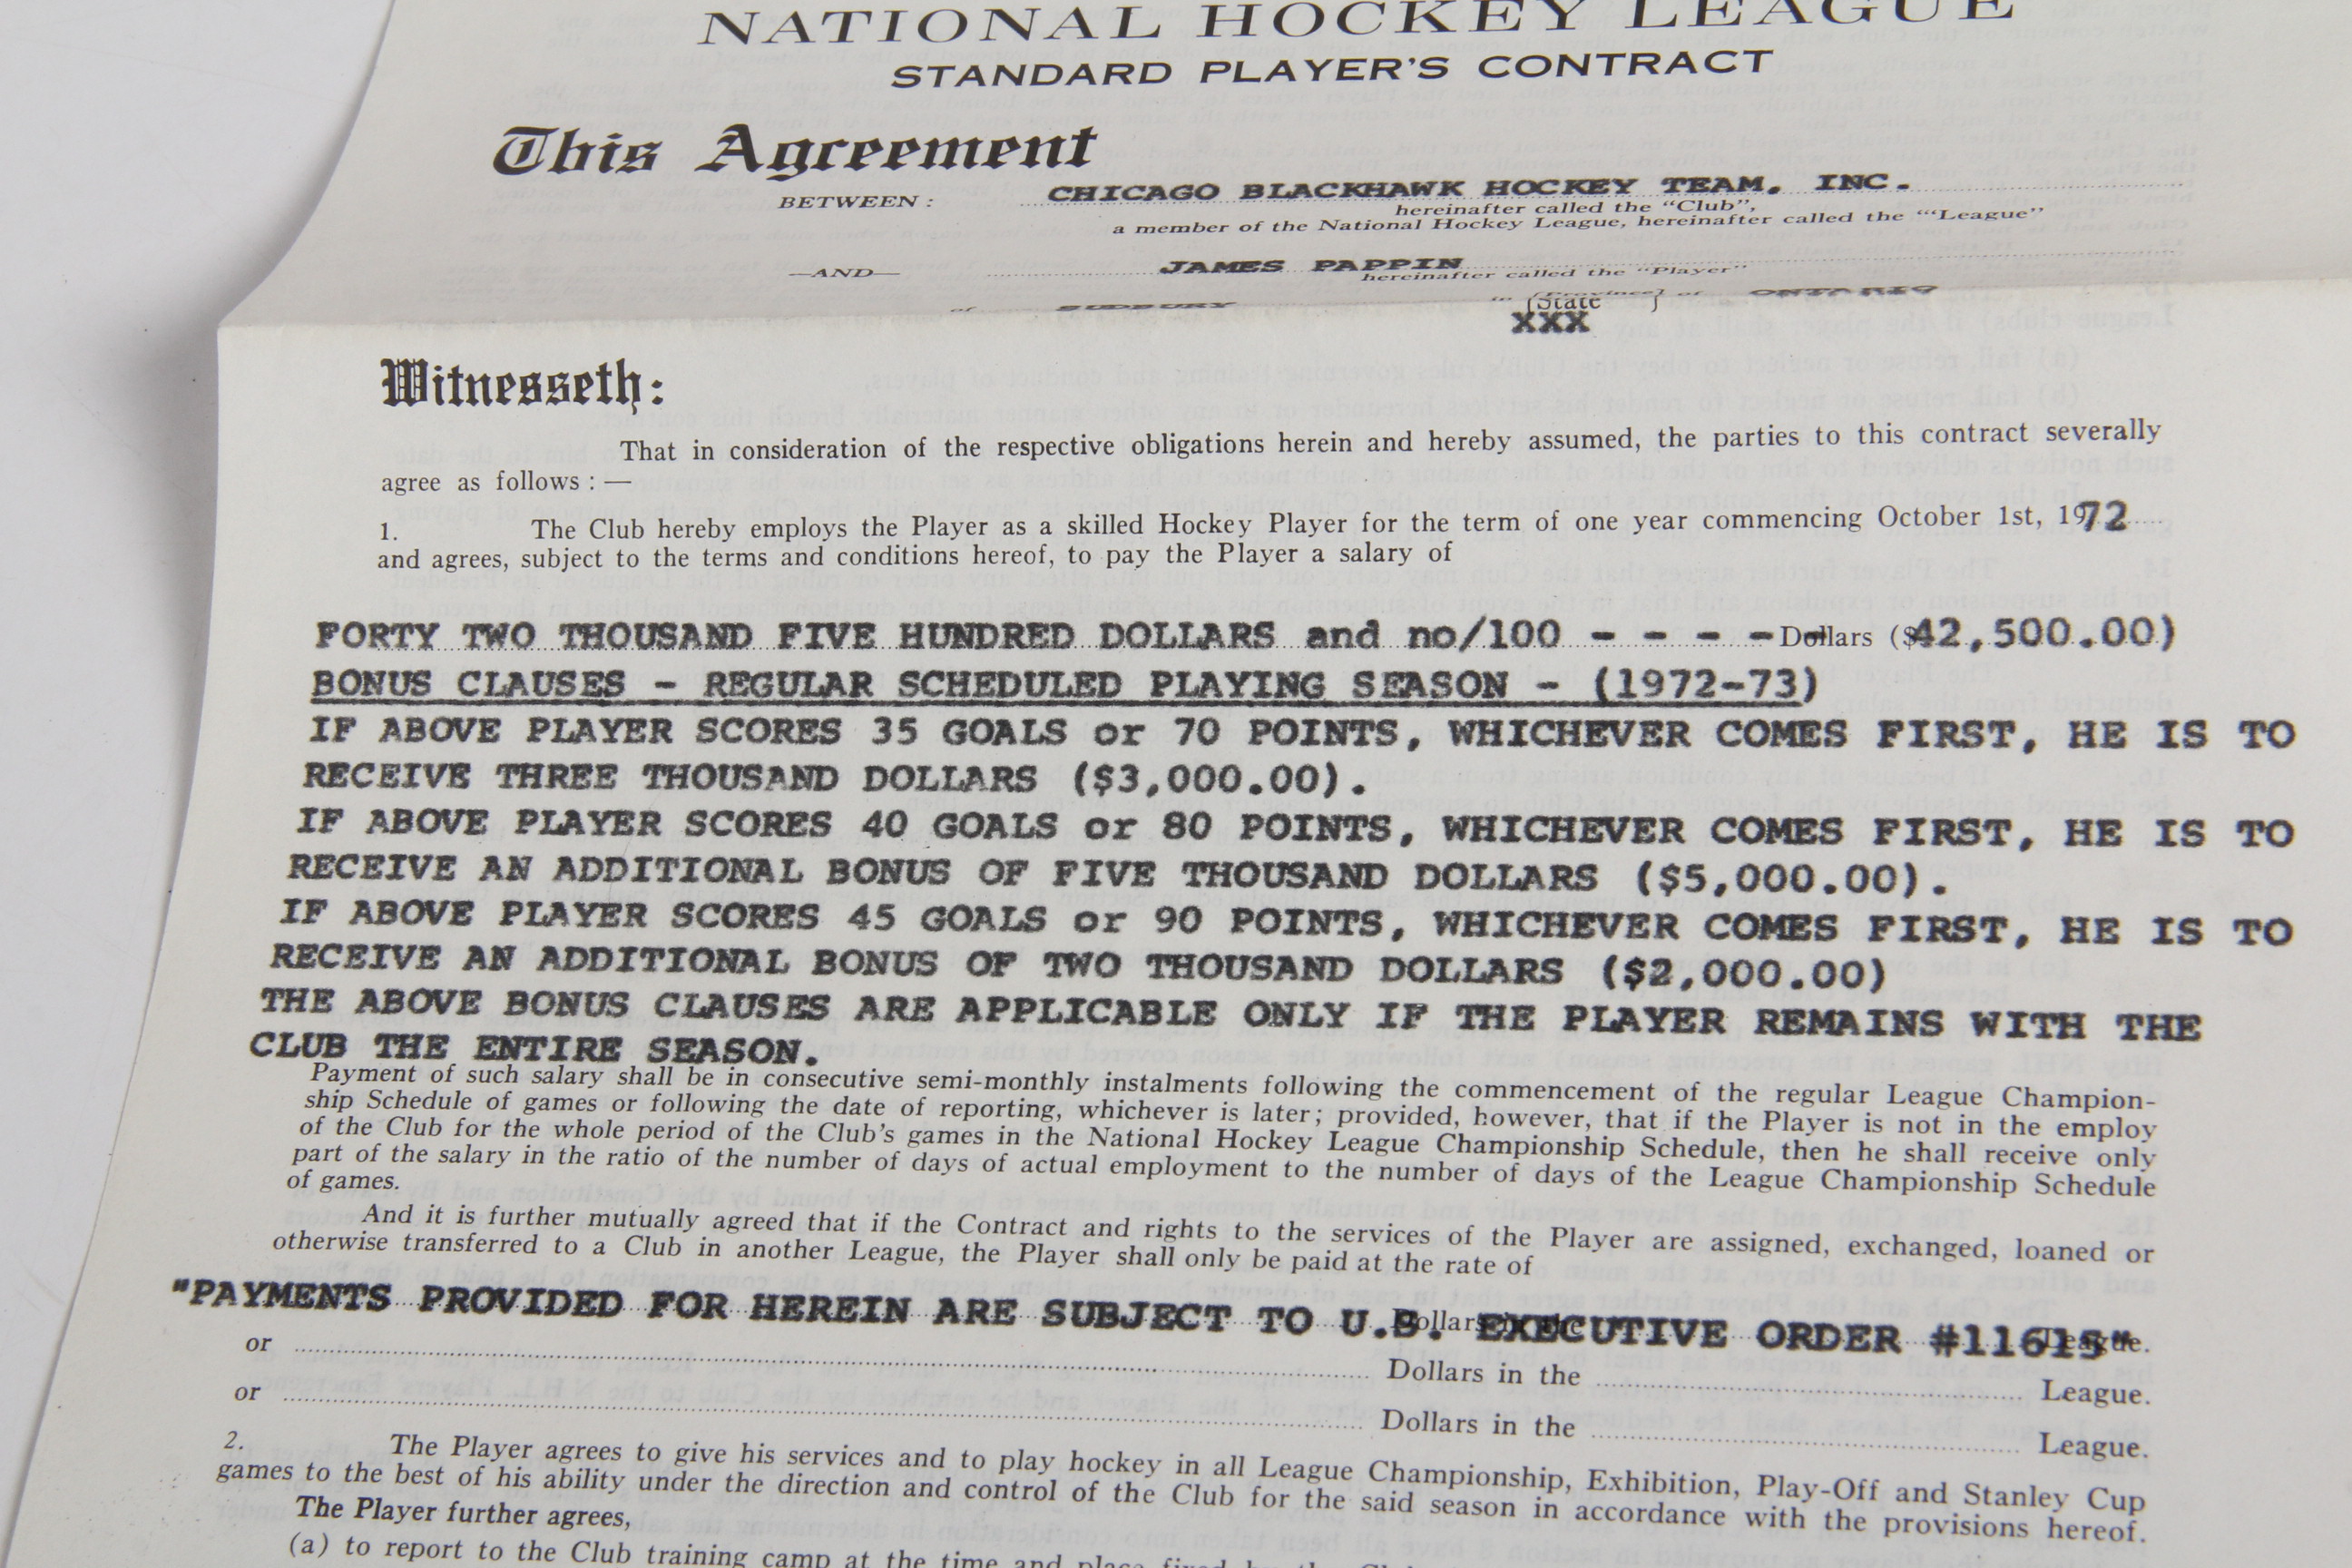 NATIONAL HOCKEY LEAGUE
STANDARD PLAYER'S CONTRACT
This Agreement
BETWEEN: CHICAGO BLACKHAWK HOCKEY TEAM, INC.
hereinafter called the "Club",
a member of the National Hockey League, hereinafter called the "'League"
—AND— JAMES PAPPIN
hereinafter called the "Player"
of SUDBURY in {Province} of ONTARIO
{State }
XXX
Witnesseth:
That in consideration of the respective obligations herein and hereby assumed, the parties to this contract severally
agree as follows:—
1. The Club hereby employs the Player as a skilled Hockey Player for the term of one year commencing October 1st, 1972
and agrees, subject to the terms and conditions hereof, to pay the Player a salary of
FORTY TWO THOUSAND FIVE HUNDRED DOLLARS and no/100 - - - - - Dollars ($42,500.00)
BONUS CLAUSES - REGULAR SCHEDULED PLAYING SEASON - (1972-73)
IF ABOVE PLAYER SCORES 35 GOALS or 70 POINTS, WHICHEVER COMES FIRST, HE IS TO
RECEIVE THREE THOUSAND DOLLARS ($3,000.00).
IF ABOVE PLAYER SCORES 40 GOALS or 80 POINTS, WHICHEVER COMES FIRST, HE IS TO
RECEIVE AN ADDITIONAL BONUS OF FIVE THOUSAND DOLLARS ($5,000.00).
IF ABOVE PLAYER SCORES 45 GOALS or 90 POINTS, WHICHEVER COMES FIRST, HE IS TO
RECEIVE AN ADDITIONAL BONUS OF TWO THOUSAND DOLLARS ($2,000.00)
THE ABOVE BONUS CLAUSES ARE APPLICABLE ONLY IF THE PLAYER REMAINS WITH THE
CLUB THE ENTIRE SEASON.
Payment of such salary shall be in consecutive semi-monthly instalments following the commencement of the regular League Champion-
ship Schedule of games or following the date of reporting, whichever is later; provided, however, that if the Player is not in the employ
of the Club for the whole period of the Club's games in the National Hockey League Championship Schedule, then he shall receive only
part of the salary in the ratio of the number of days of actual employment to the number of days of the League Championship Schedule
of games.
And it is further mutually agreed that if the Contract and rights to the services of the Player are assigned, exchanged, loaned or
otherwise transferred to a Club in another League, the Player shall only be paid at the rate of
"PAYMENTS PROVIDED FOR HEREIN ARE SUBJECT TO U.S. EXECUTIVE ORDER #11615"
Dollars in the League.
or Dollars in the League.
or Dollars in the League.
2. The Player agrees to give his services and to play hockey in all League Championship, Exhibition, Play-Off and Stanley Cup
games to the best of his ability under the direction and control of the Club for the said season in accordance with the provisions hereof.
The Player further agrees,
(a) to report to the Club training camp at the time and place fixed by the